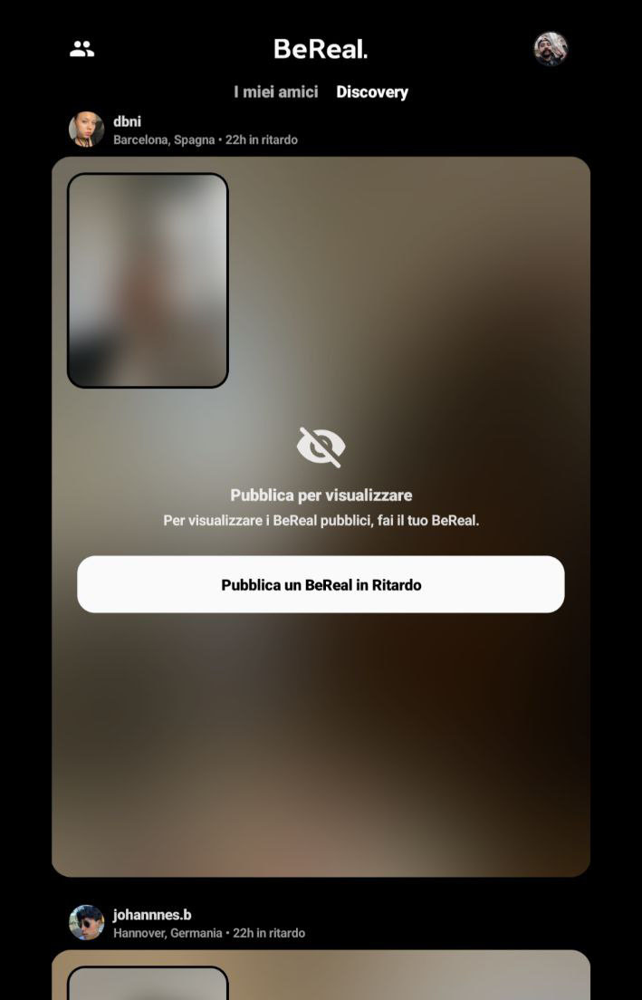 BeReal.
I miei amici Discovery
dbni
Barcelona, Spagna • 22h in ritardo
Pubblica per visualizzare
Per visualizzare i BeReal pubblici, fai il tuo BeReal.
Pubblica un BeReal in Ritardo
johannnes.b
Hannover, Germania • 22h in ritardo